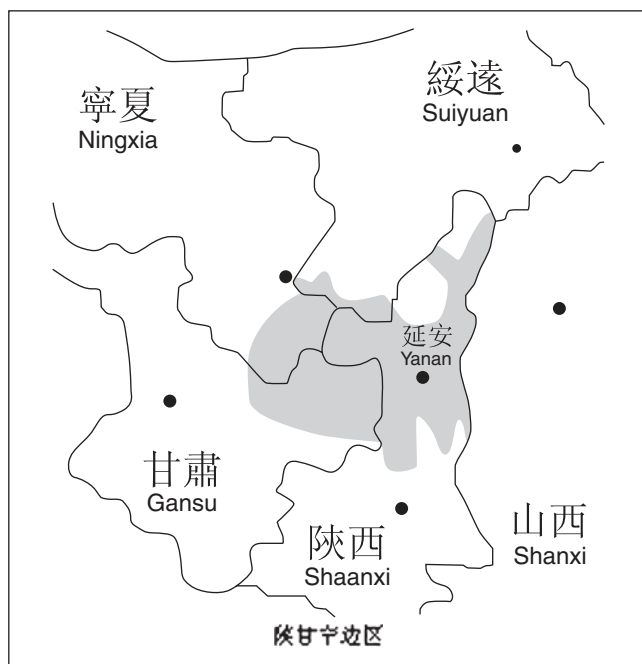 寧夏
Ningxia
綏遠
Suiyuan
延安
Yanan
甘肅
Gansu
陝西
Shaanxi
山西
Shanxi
陕甘宁边区